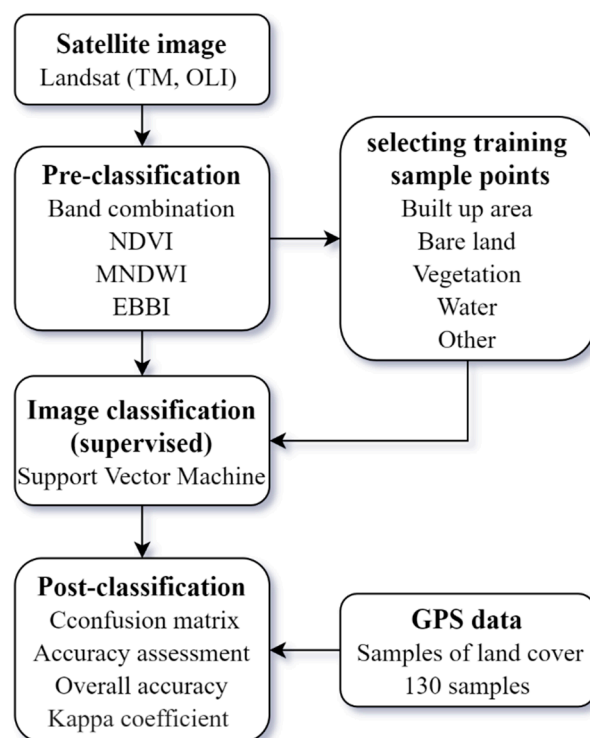 Satellite image
Landsat (TM, OLI)
Pre-classification
Band combination
NDVI
MNDWI
EBBI
selecting training
sample points
Built up area
Bare land
Vegetation
Water
Other
Image classification
(supervised)
Support Vector Machine
Post-classification
Cconfusion matrix
Accuracy assessment
Overall accuracy
Kappa coefficient
GPS data
Samples of land cover
130 samples